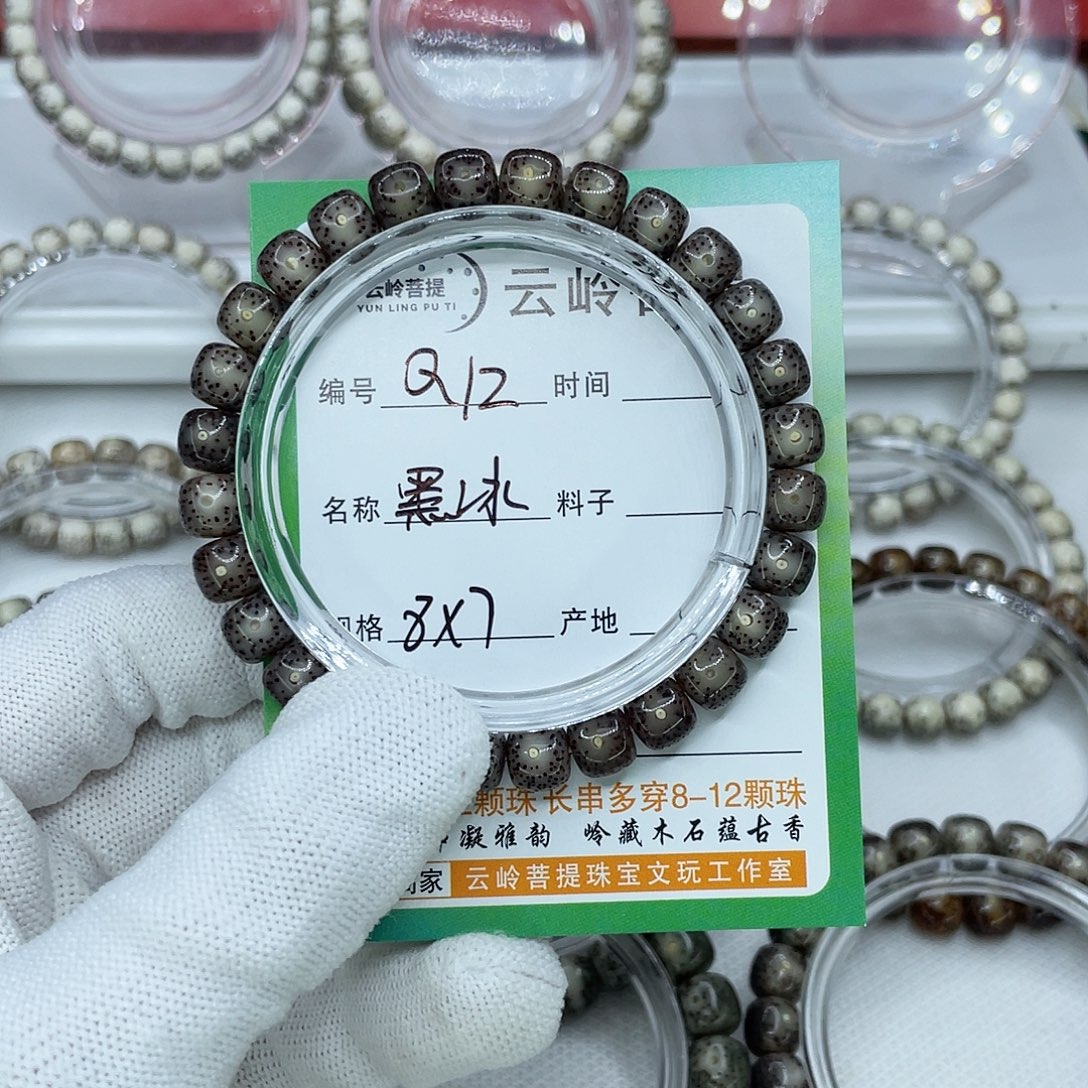 云岭菩提 云岭
YUN LING PU TI
编号 Q12 时间
名称 黑冰 料子
格 8X7 产地
颗珠 长串多穿8-12颗珠
凝雅韵 岭藏木石蕴古香
家 云岭菩提珠宝文玩工作室